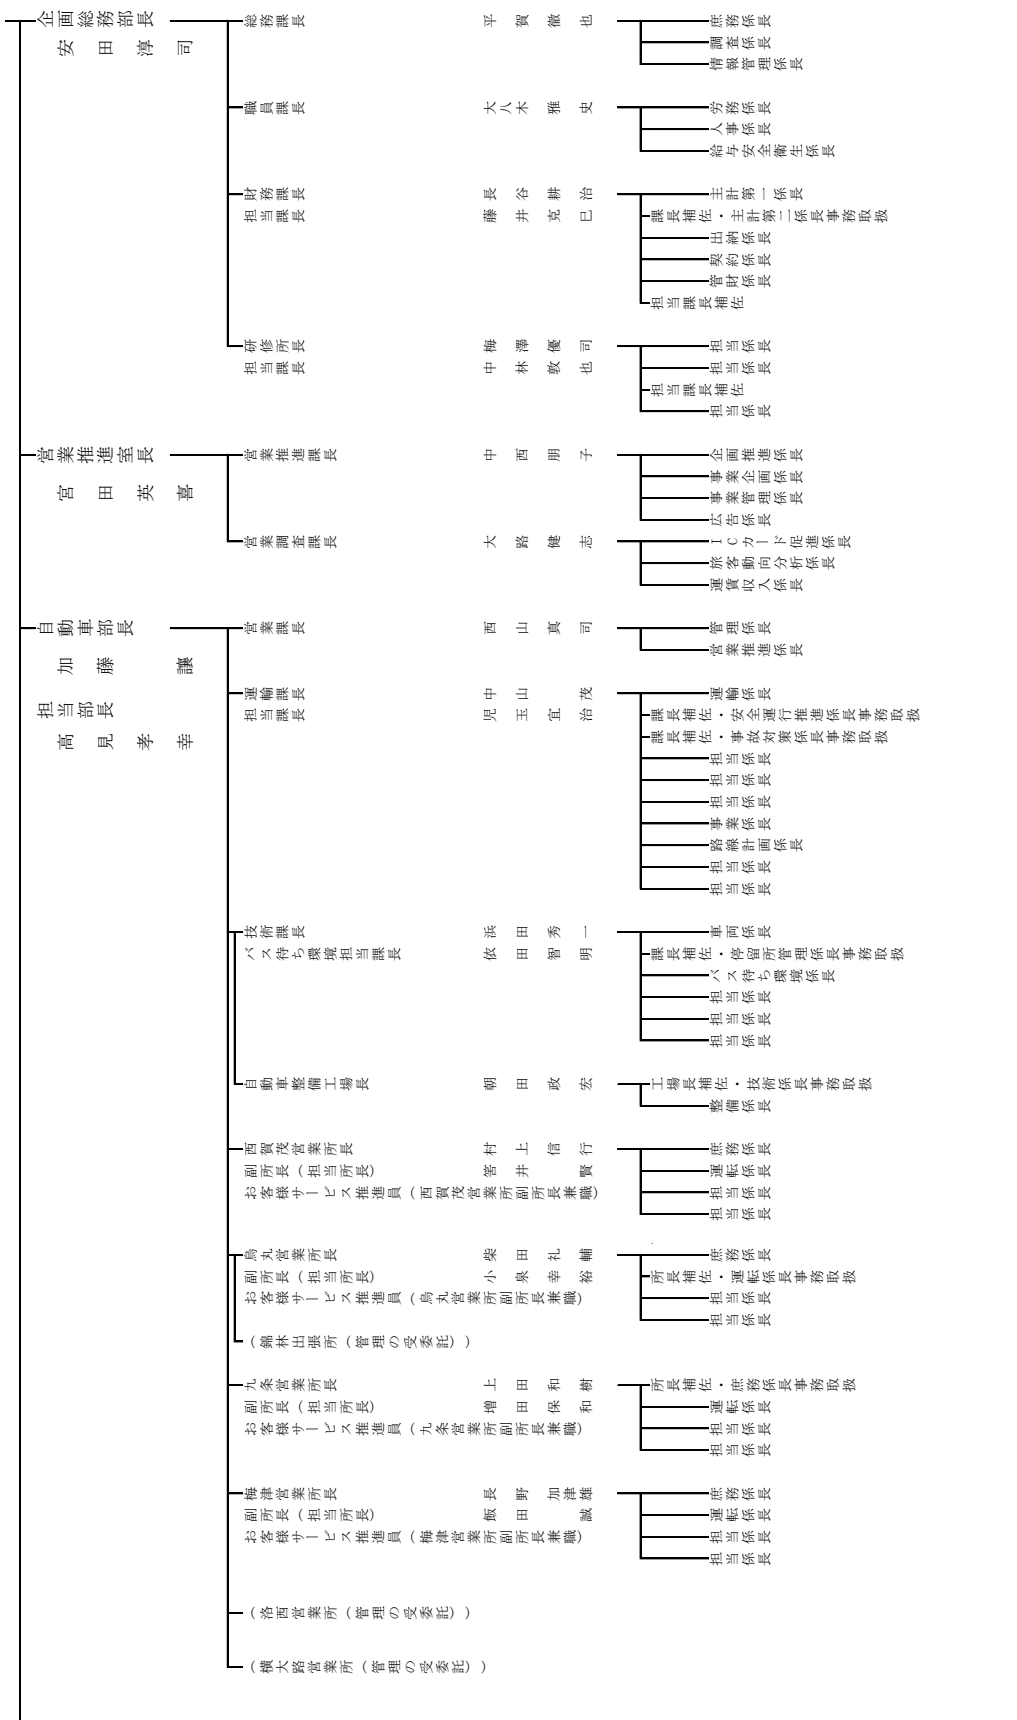 企画総務部長 総務課長 平賀徹也 庶務係長
安田淳司 調査係長
情報管理係長
職員課長 大八木雅史 労務係長
人事係長
給与安全衛生係長
財務課長 長谷耕治 主計第一係長
担当課長 藤井克巳 課長補佐・主計第二係長事務取扱
出納係長
契約係長
管財係長
担当課長補佐
研修所長 梅澤優司 担当係長
担当課長 中林敦也 担当係長
担当課長補佐
担当係長
営業推進室長 営業推進課長 中西朋子 企画推進係長
事業企画係長
宮田英喜 事業管理係長
広告係長
営業調査課長 大路健志 ICカード促進係長
旅客動向分析係長
運賃収入係長
自動車部長 営業課長 西山真司 管理係長
営業推進係長
加藤譲
運輸課長 中山茂 運輸係長
担当部長 担当課長 児玉宜治 課長補佐・安全運行推進係長事務取扱
高見孝幸 課長補佐・事故対策係長事務取扱
担当係長
担当係長
担当係長
事業係長
路線計画係長
担当係長
担当係長
技術課長 浜田秀一 車両係長
バス待ち環境担当課長 依田智明 課長補佐・停留所管理係長事務取扱
バス待ち環境係長
担当係長
担当係長
担当係長
自動車整備工場長 朝田政宏 工場長補佐・技術係長事務取扱
整備係長
西賀茂営業所長 村上信行 庶務係長
副所長(担当所長) 筈井賢 運転係長
お客様サービス推進員(西賀茂営業所副所長兼職) 担当係長
担当係長
烏丸営業所長 柴田礼輔 庶務係長
副所長(担当所長) 小泉幸裕 所長補佐・運転係長事務取扱
お客様サービス推進員(烏丸営業所副所長兼職) 担当係長
担当係長
(錦林出張所(管理の受委託))
九条営業所長 上田和樹 所長補佐・庶務係長事務取扱
副所長(担当所長) 増田保和 運転係長
お客様サービス推進員(九条営業所副所長兼職) 担当係長
担当係長
梅津営業所長 長野加津雄 庶務係長
副所長(担当所長) 飯田誠 運転係長
お客様サービス推進員(梅津営業所副所長兼職) 担当係長
担当係長
(洛西営業所(管理の受委託))
(横大路営業所(管理の受委託))